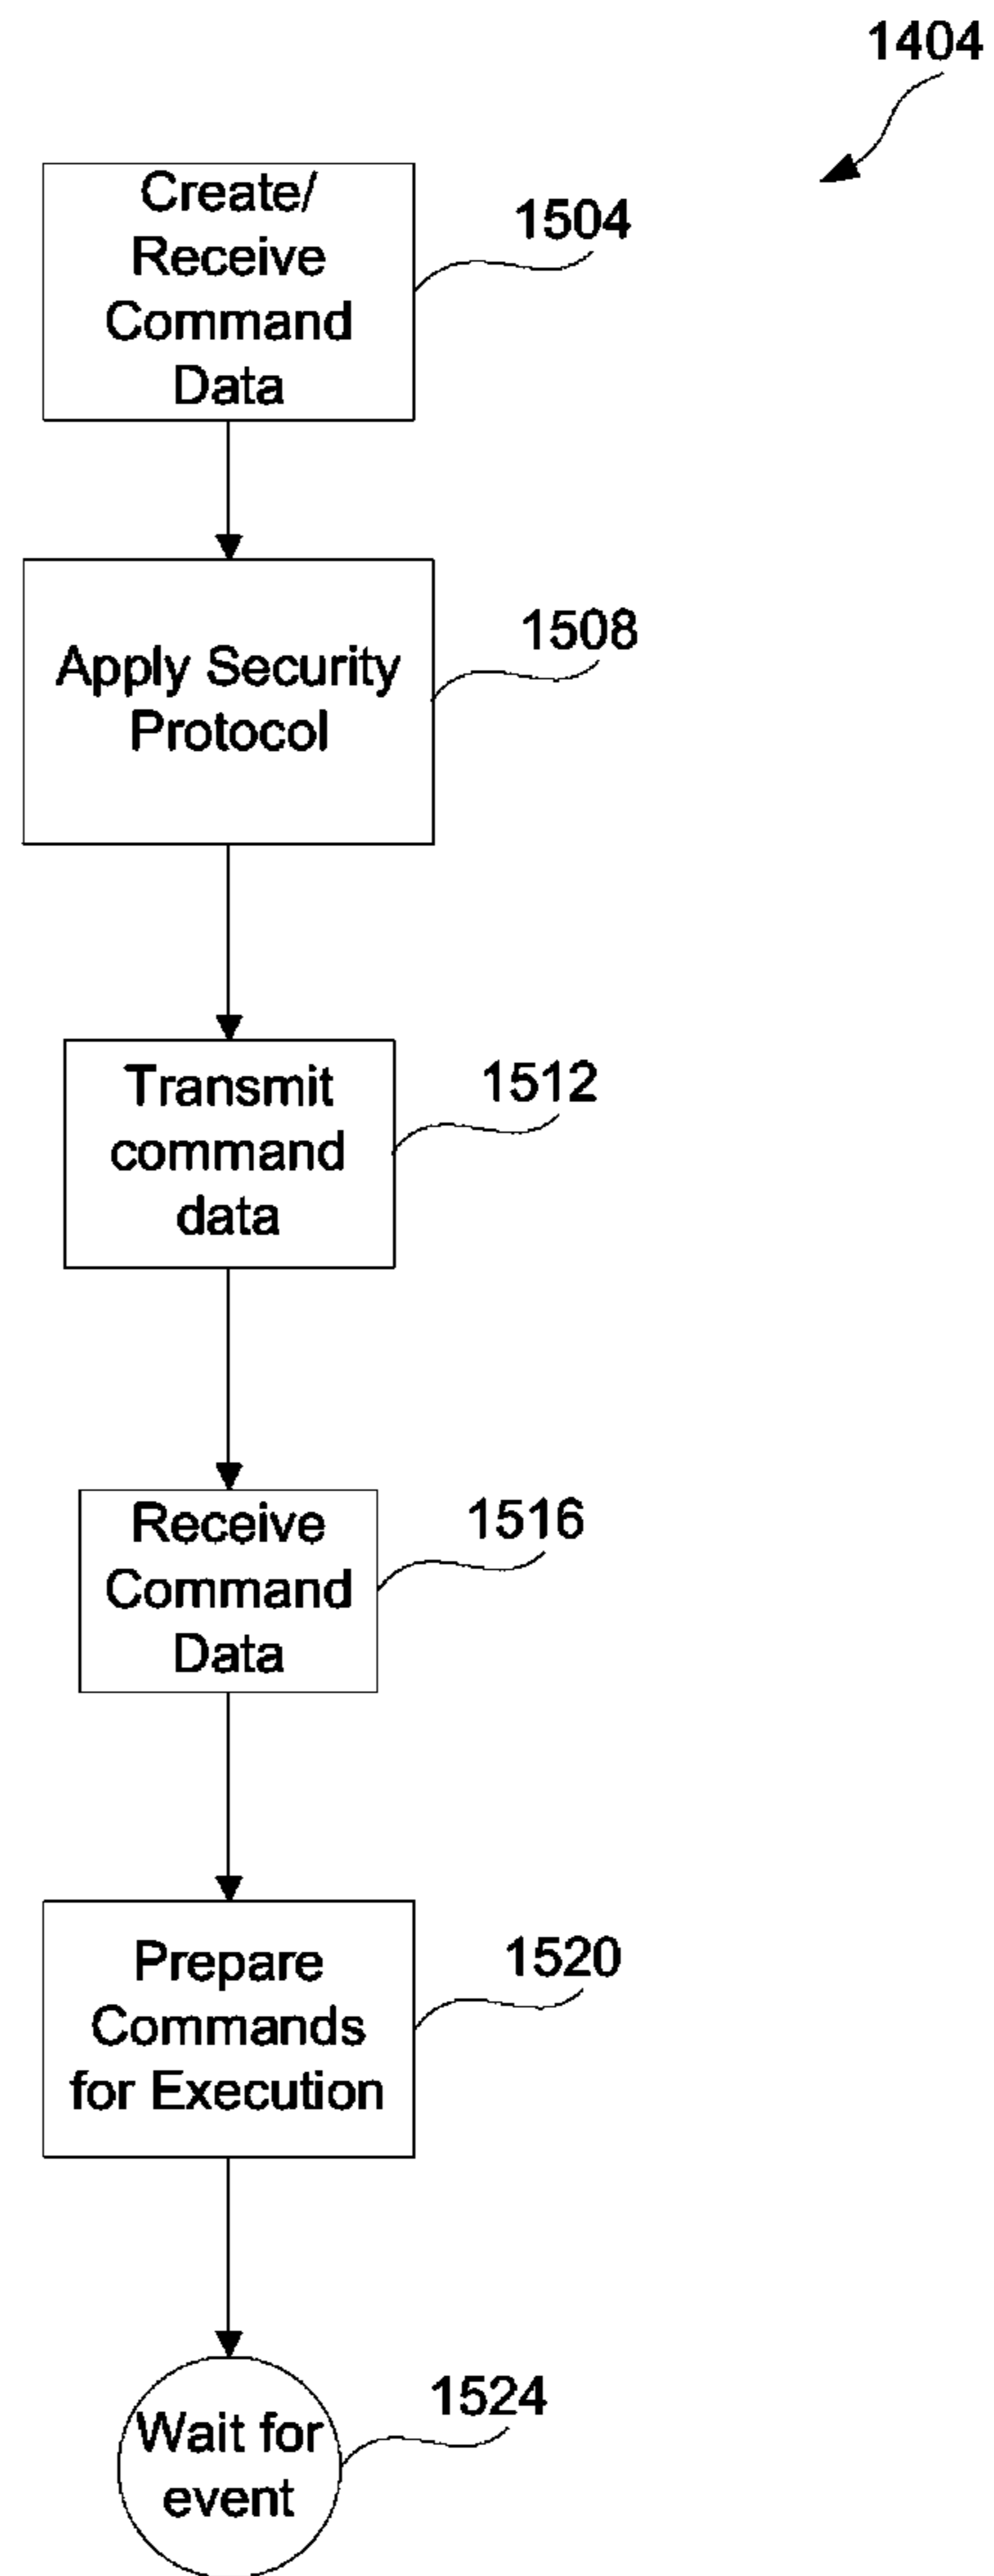 1404
Create/
Receive
Command
Data
1504
Apply Security
Protocol
1508
Transmit
command
data
1512
Receive
Command
Data
1516
Prepare
Commands
for Execution
1520
Wait for
event
1524